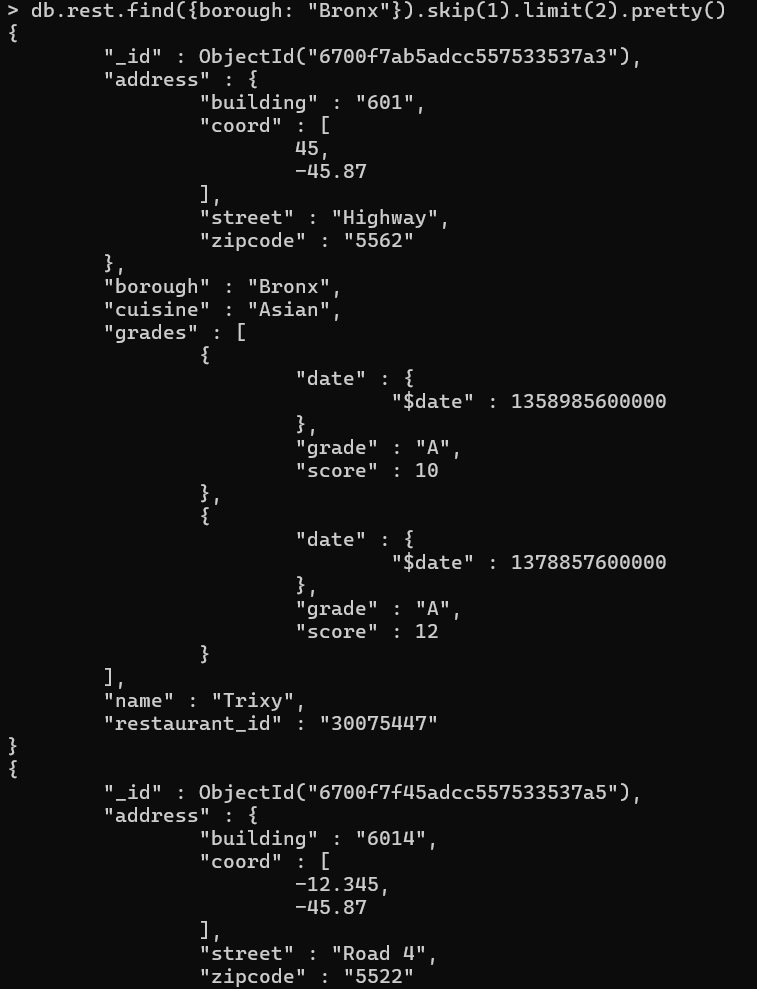 > db.rest.find({borough: "Bronx"}).skip(1).limit(2).pretty()
{
        "_id" : ObjectId("6700f7ab5adcc557533537a3"),
        "address" : {
                "building" : "601",
                "coord" : [
                        45,
                        -45.87
                ],
                "street" : "Highway",
                "zipcode" : "5562"
        },
        "borough" : "Bronx",
        "cuisine" : "Asian",
        "grades" : [
                {
                        "date" : {
                                "$date" : 1358985600000
                        },
                        "grade" : "A",
                        "score" : 10
                },
                {
                        "date" : {
                                "$date" : 1378857600000
                        },
                        "grade" : "A",
                        "score" : 12
                }
        ],
        "name" : "Trixy",
        "restaurant_id" : "30075447"
}
{
        "_id" : ObjectId("6700f7f45adcc557533537a5"),
        "address" : {
                "building" : "6014",
                "coord" : [
                        -12.345,
                        -45.87
                ],
                "street" : "Road 4",
                "zipcode" : "5522"